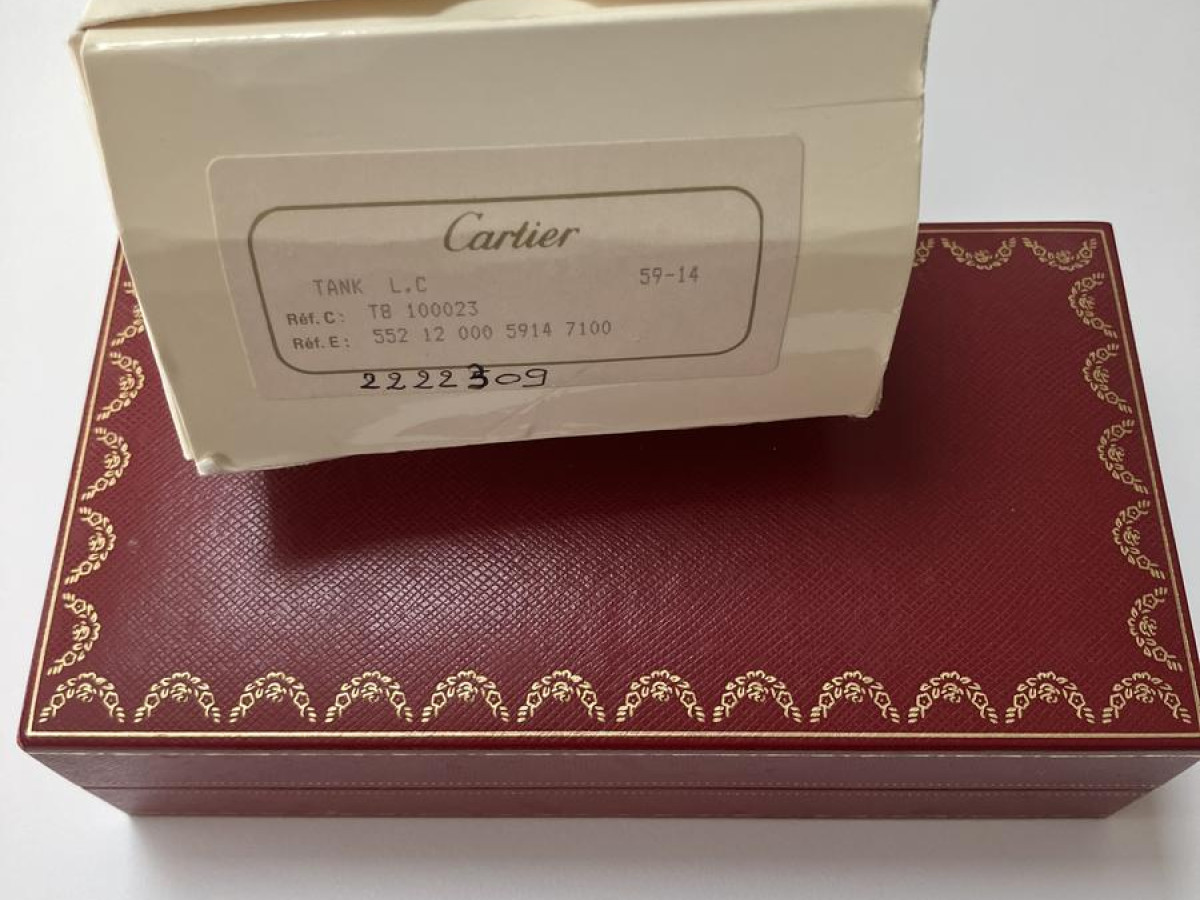 Cartier
TANK L.C 59-14
Réf. C: T8 100023
Réf. E: 552 12 000 5914 7100
2222309